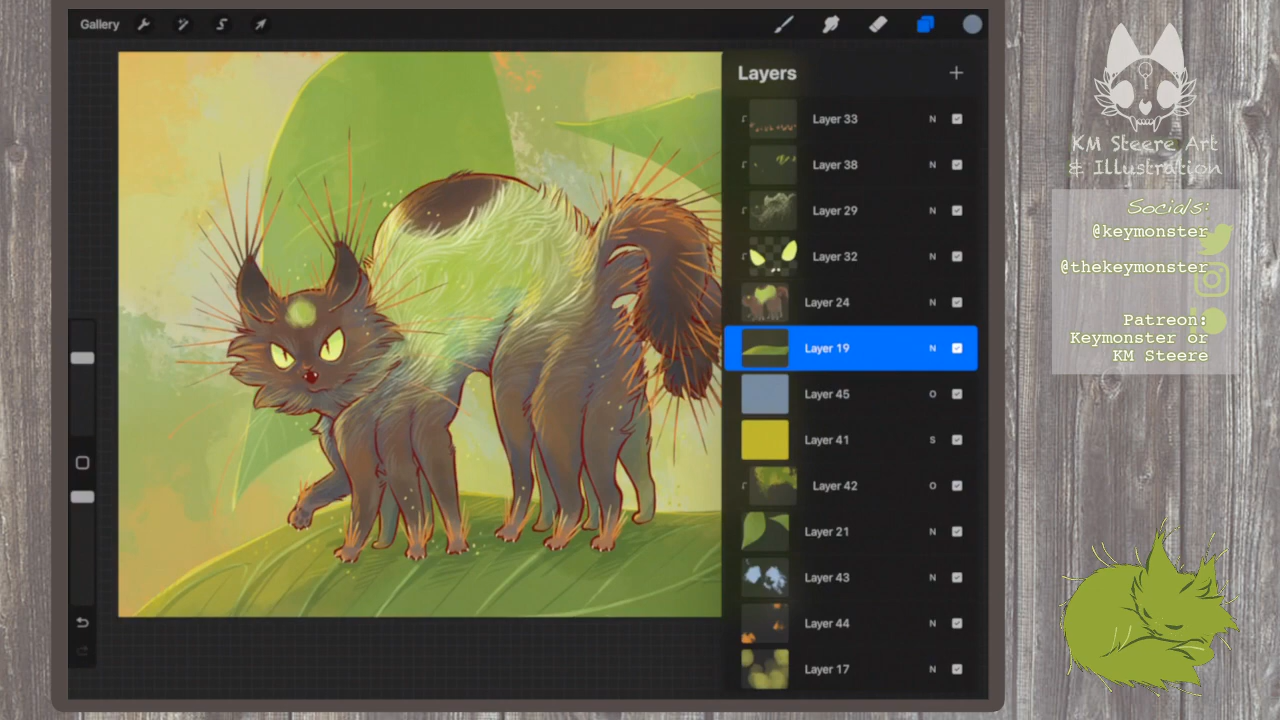 Gallery
Layers
Layer 33 N
Layer 38 N
Layer 29 N
Layer 32 N
Layer 24 N
Layer 19 N
Layer 45 O
Layer 41 S
Layer 42 O
Layer 21 N
Layer 43 N
Layer 44 N
Layer 17 N
KM Steere Art
& Illustration
Socials:
@keymonster
@thekeymonster
Patreon:
Keymonster or
KM Steere